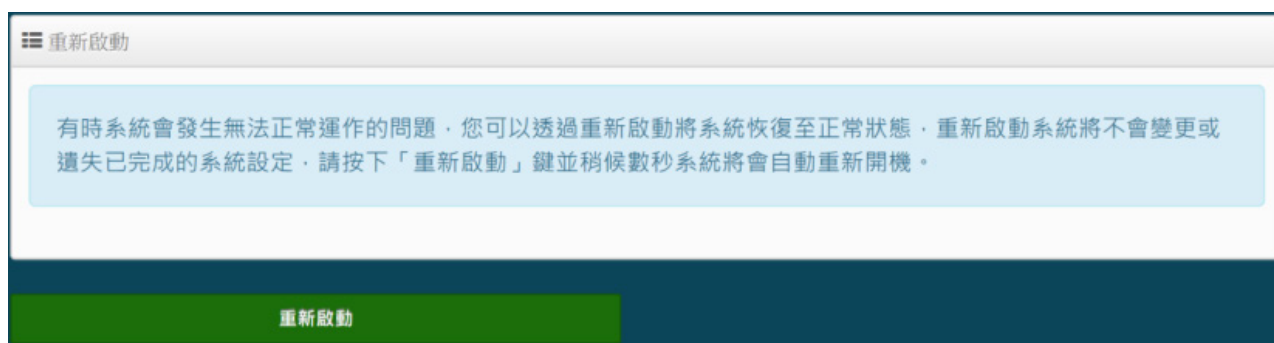 重新啟動
有時系統會發生無法正常運作的問題，您可以透過重新啟動將系統恢復至正常狀態，重新啟動系統將不會變更或
遺失已完成的系統設定，請按下「重新啟動」鍵並稍候數秒系統將會自動重新開機。
重新啟動